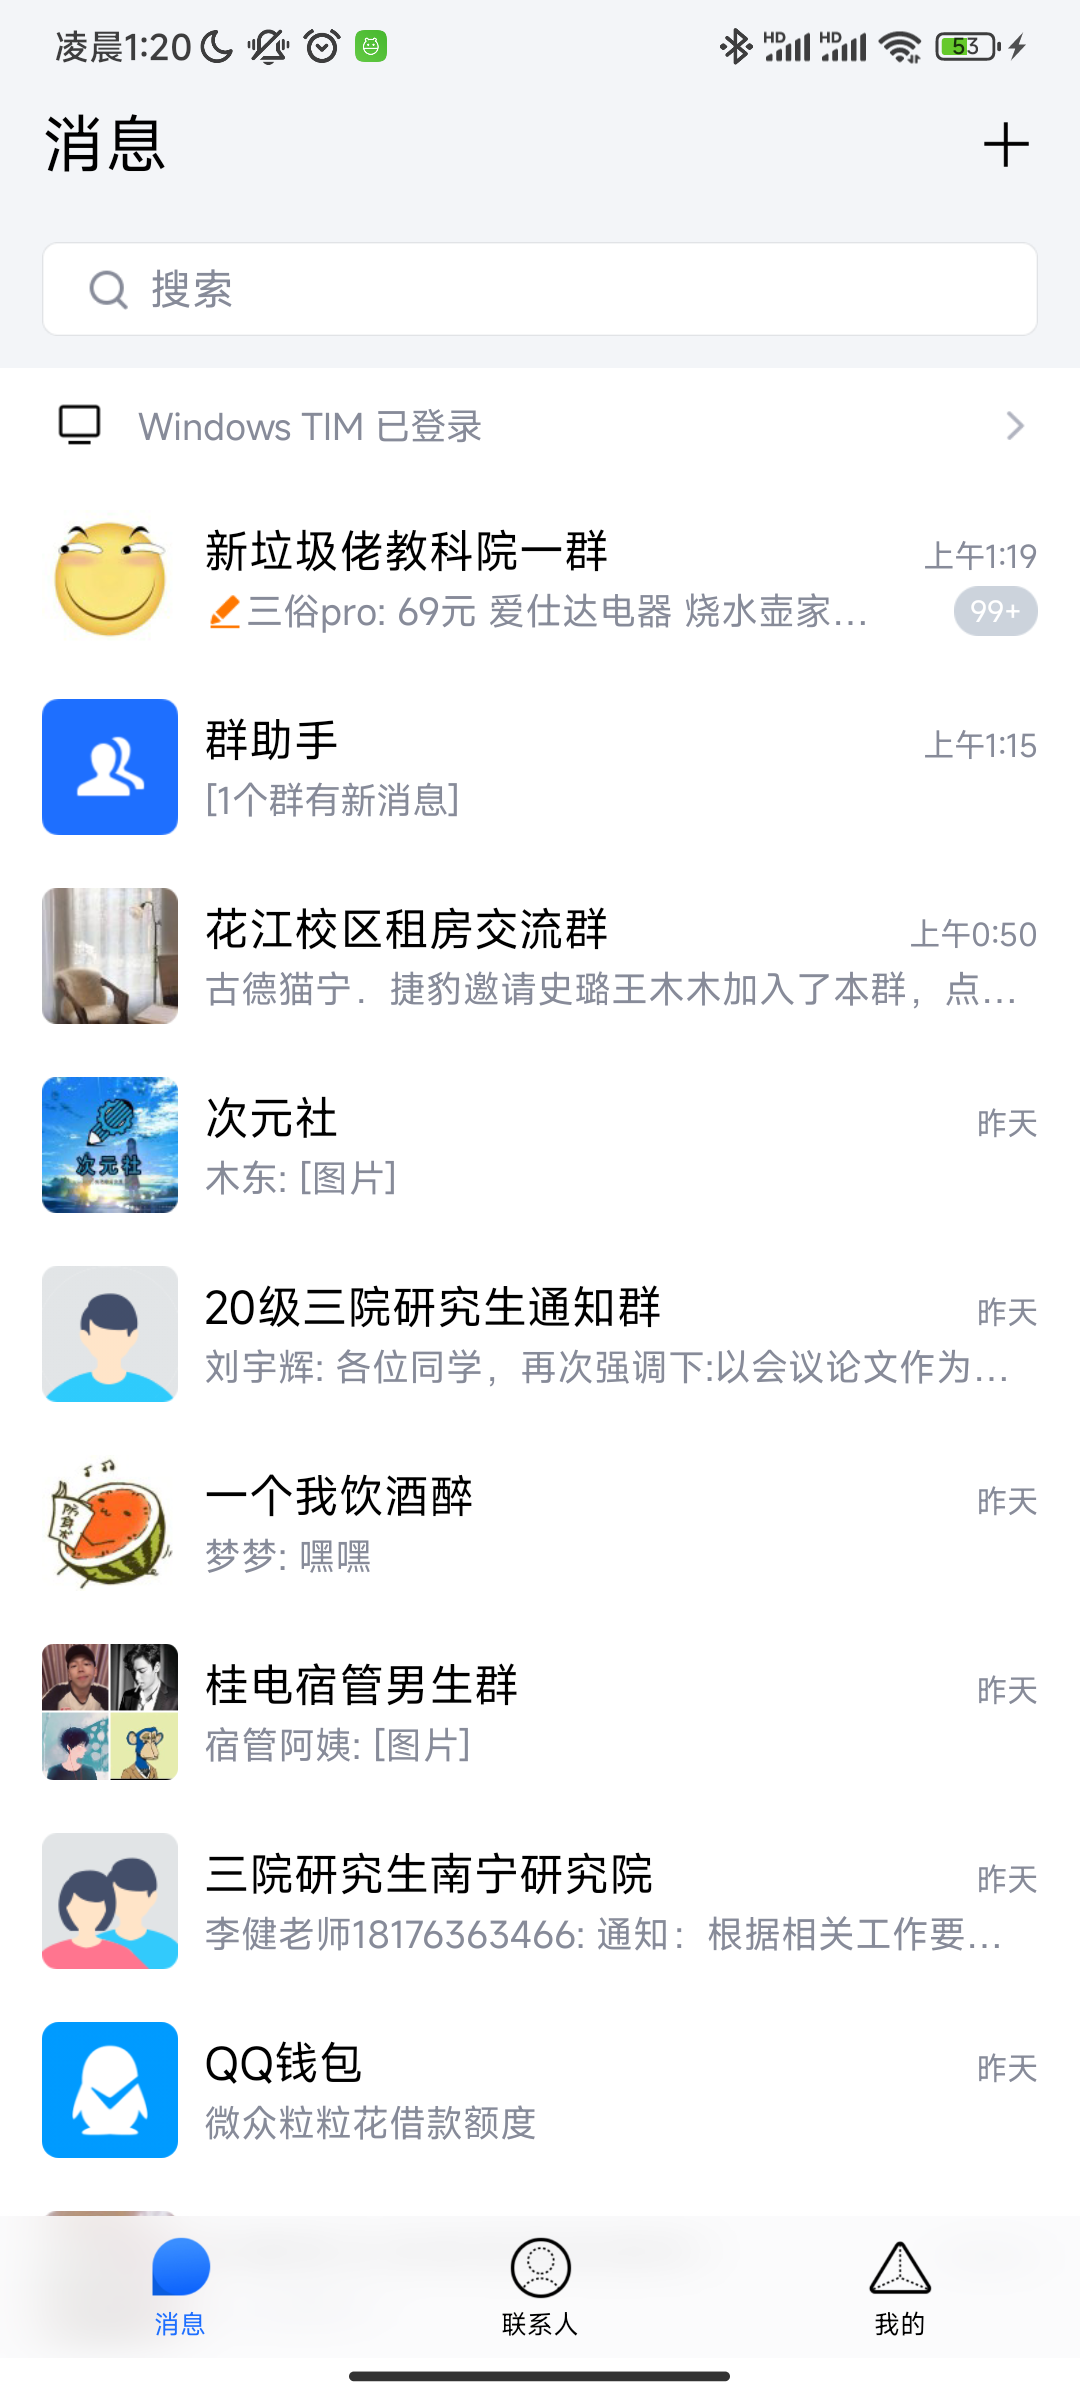 凌晨1:20
HD HD 53
消息
搜索
Windows TIM 已登录
新垃圾佬教科院一群
上午1:19
三俗pro: 69元 爱仕达电器 烧水壶家...
99+
群助手
上午1:15
[1个群有新消息]
花江校区租房交流群
上午0:50
古德猫宁．捷豹邀请史璐王木木加入了本群，点...
次元社
昨天
次元社
木东: [图片]
20级三院研究生通知群
昨天
刘宇辉: 各位同学，再次强调下:以会议论文作为...
一个我饮酒醉
昨天
防身术
梦梦: 嘿嘿
桂电宿管男生群
昨天
宿管阿姨: [图片]
三院研究生南宁研究院
昨天
李健老师18176363466: 通知：根据相关工作要...
QQ钱包
昨天
微众粒粒花借款额度
消息
联系人
我的